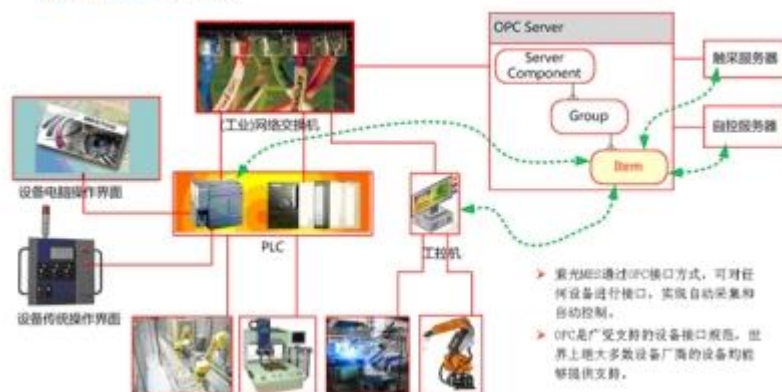 OPC Server
Server
Component
Group
Item
触采服务器
自控服务器
(工业)网络交换机
设备电脑操作界面
PLC
工控机
设备传统操作界面
MES通过OPC接口方式，可对任
何设备进行接口，实现自动采集和
自动控制。
OPC是广受支持的设备接口规范，世
界上绝大多数设备厂商的设备均能
够提供支持。